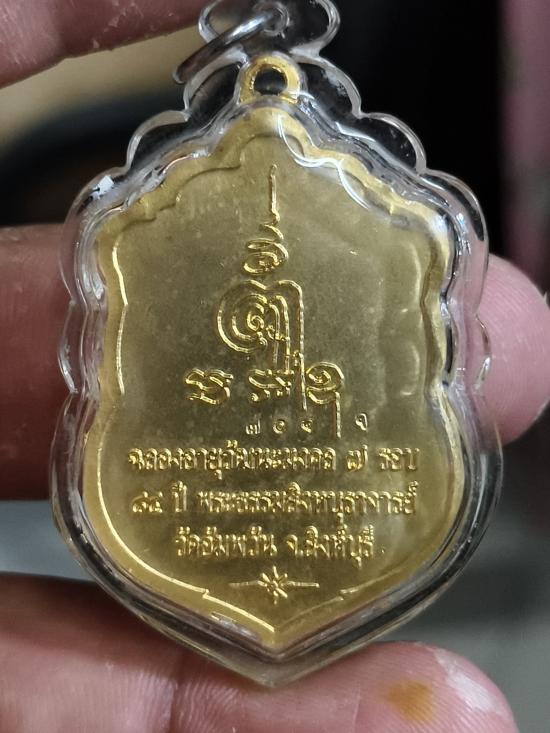 ฉลองอายุวัฒนะมงคล ๗ รอบ
๘๔ ปี พระธรรมสิงหบุราจารย์
วัดอัมพวัน จ.สิงห์บุรี